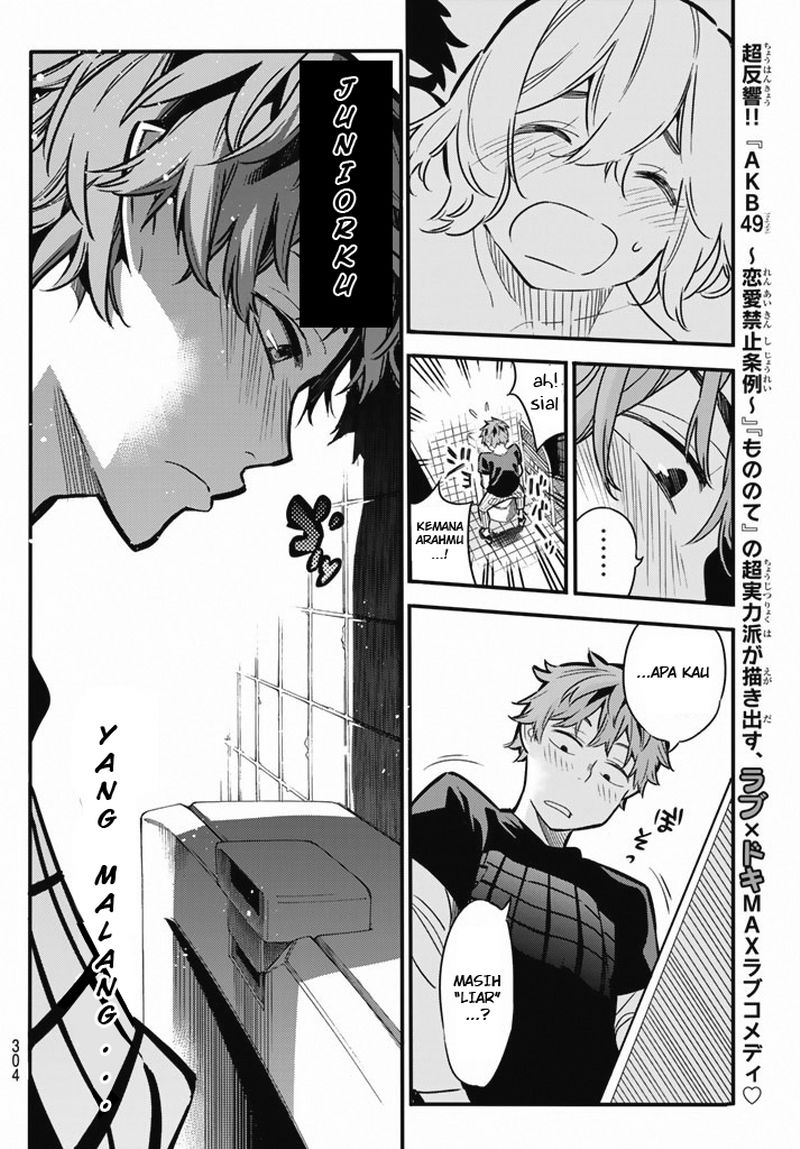 超反響!!『AKB49～恋愛禁止条例～』『もののて』の超実力派が描き出す、ラブ×ドキMAXラブコメディ♡
ah!
sial
KEMANA
ARAHMU
...!
......
...APA KAU
MASIH
"LIAR"
...?
JUNIORKU
YANG MALANG...
304